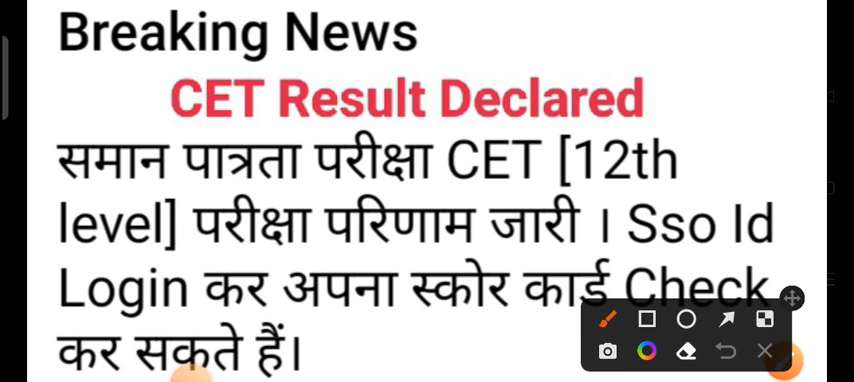 Breaking News
CET Result Declared
समान पात्रता परीक्षा CET [12th
level] परीक्षा परिणाम जारी । Sso Id
Login कर अपना स्कोर कार्ड Check
कर सकते हैं।